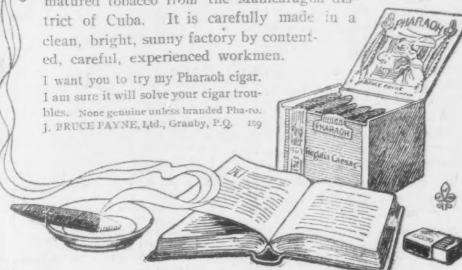 matured tobacco from the Manicaragua dis-
trict of Cuba. It is carefully made in a
clean, bright, sunny factory by content-
ed, careful, experienced workmen.
I want you to try my Pharaoh cigar.
I am sure it will solve your cigar trou-
bles. None genuine unless branded Pha-ro.
J. BRUCE PAYNE, Ltd., Granby, P.Q. 109
PHARAOH
PHARAOH